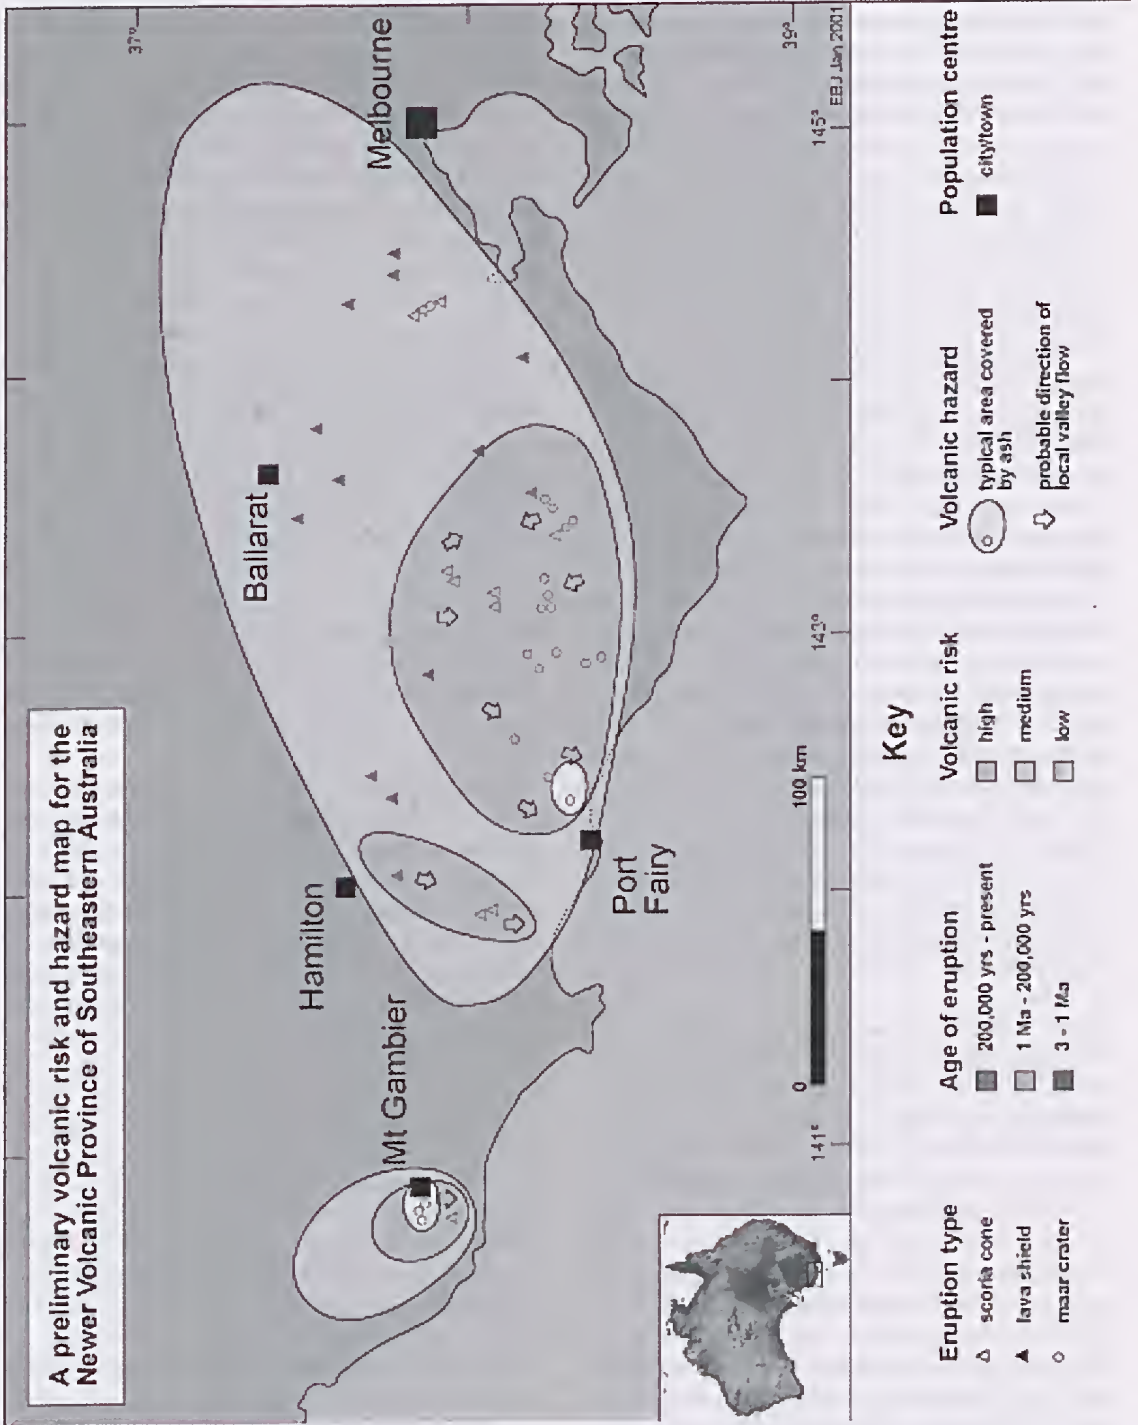 A preliminary volcanic risk and hazard map for the
Newer Volcanic Province of Southeastern Australia
37°
39°
Mt Gambier
Hamilton
Ballarat
Melbourne
Port
Fairy
0
100 km
141°
143°
145°
EBJ Jan 2001
Key
Eruption type
scoria cone
lava shield
maar crater
Age of eruption
200,000 yrs - present
1 Ma - 200,000 yrs
3 - 1 Ma
Volcanic risk
high
medium
low
Volcanic hazard
typical area covered
by ash
probable direction of
local valley flow
Population centre
city/town